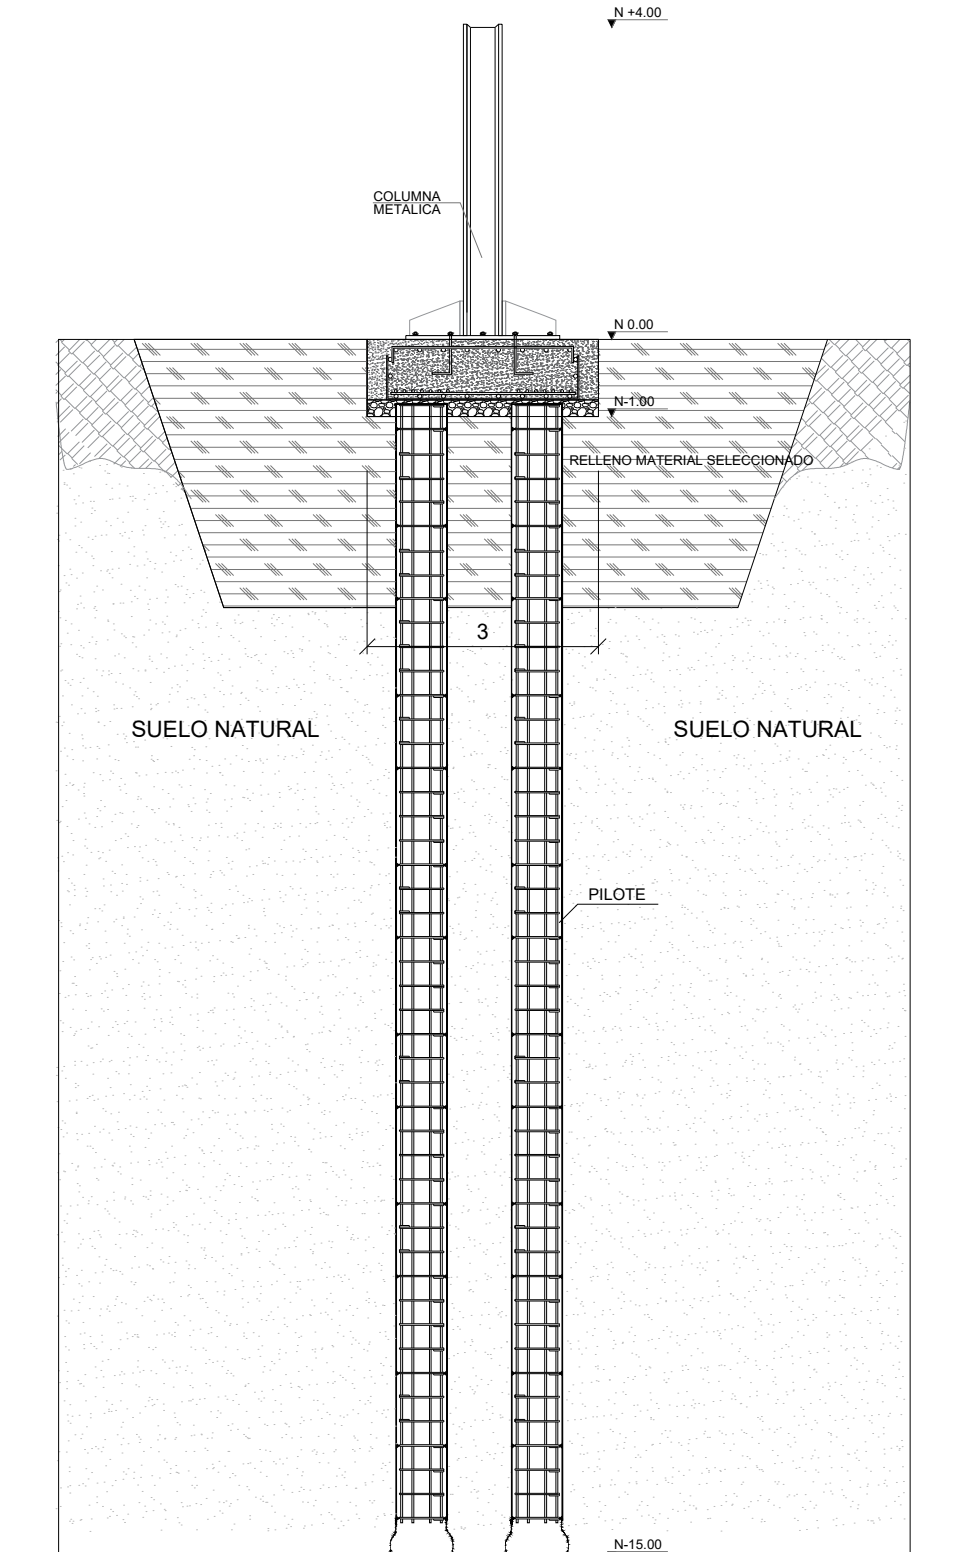 N +4.00
COLUMNA
METALICA
N 0.00
N-1.00
RELLENO MATERIAL SELECCIONADO
3
SUELO NATURAL
SUELO NATURAL
PILOTE
N-15.00